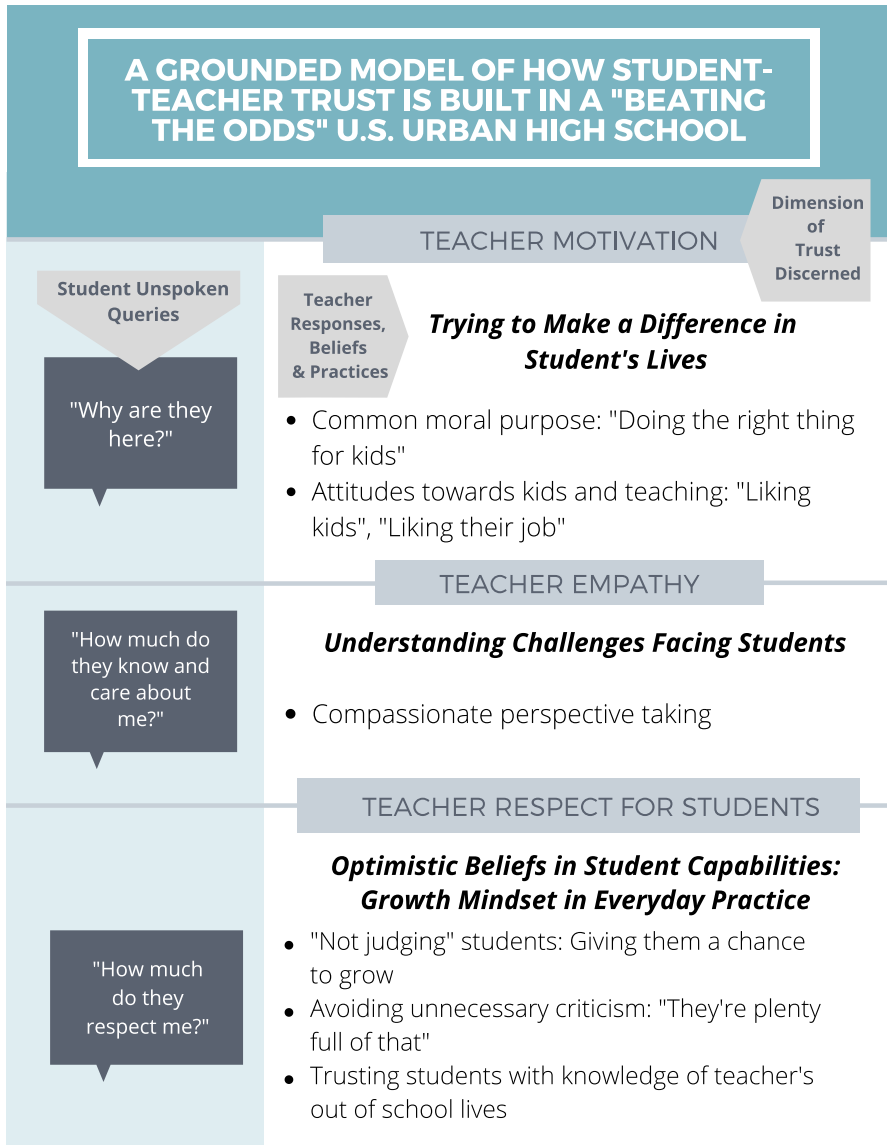 A GROUNDED MODEL OF HOW STUDENT-
TEACHER TRUST IS BUILT IN A "BEATING
THE ODDS" U.S. URBAN HIGH SCHOOL
Dimension
of
Trust
Discerned
TEACHER MOTIVATION
Student Unspoken
Queries
Teacher
Responses,
Beliefs
& Practices
Trying to Make a Difference in
Student's Lives
"Why are they
here?"
• Common moral purpose: "Doing the right thing
for kids"
• Attitudes towards kids and teaching: "Liking
kids", "Liking their job"
TEACHER EMPATHY
"How much do
they know and
care about
me?"
Understanding Challenges Facing Students
• Compassionate perspective taking
TEACHER RESPECT FOR STUDENTS
Optimistic Beliefs in Student Capabilities:
Growth Mindset in Everyday Practice
"How much
do they
respect me?"
• "Not judging" students: Giving them a chance
to grow
• Avoiding unnecessary criticism: "They're plenty
full of that"
• Trusting students with knowledge of teacher's
out of school lives